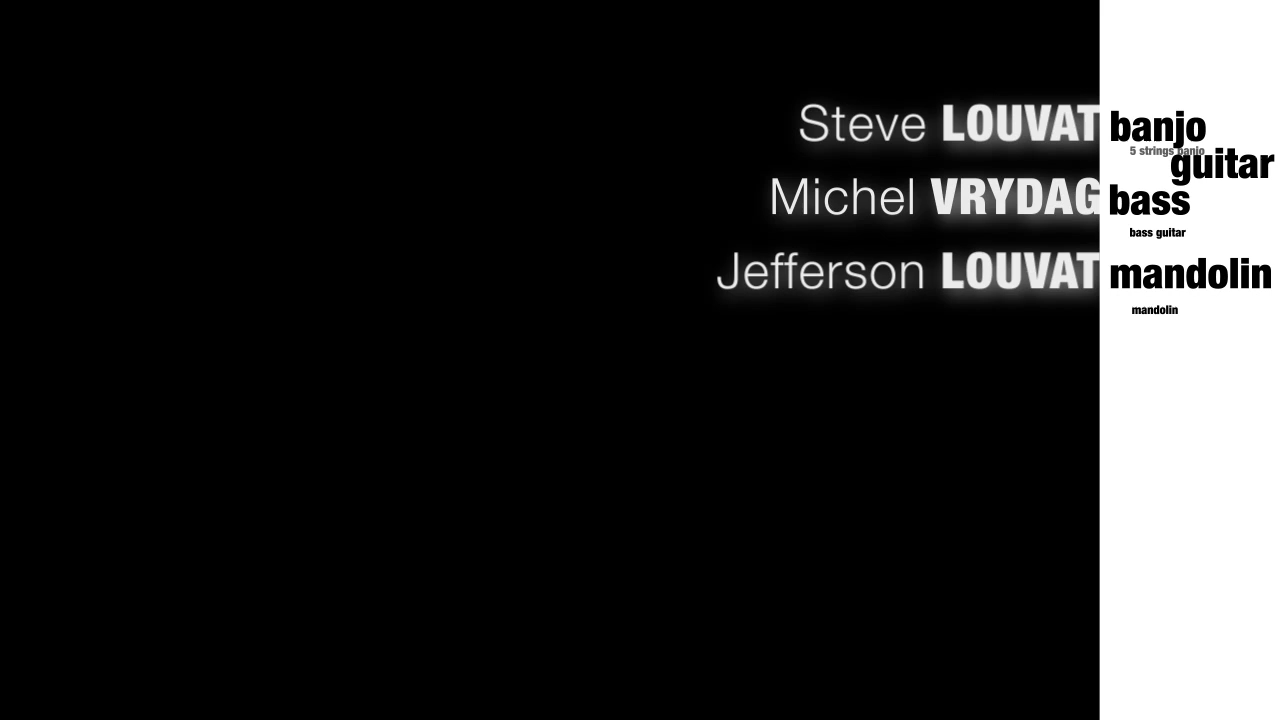 Steve LOUVAT banjo
5 strings banjo
guitar
Michel VRYDAG bass
bass guitar
Jefferson LOUVAT mandolin
mandolin